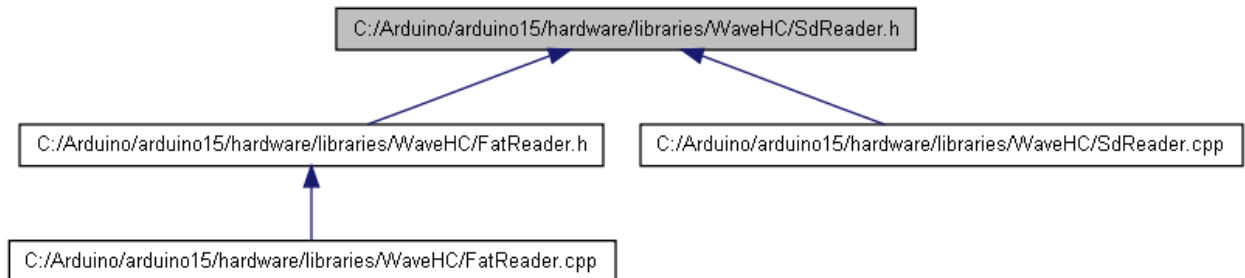 C:/Arduino/arduino15/hardware/libraries/WaveHC/SdReader.h
C:/Arduino/arduino15/hardware/libraries/WaveHC/FatReader.h
C:/Arduino/arduino15/hardware/libraries/WaveHC/SdReader.cpp
C:/Arduino/arduino15/hardware/libraries/WaveHC/FatReader.cpp